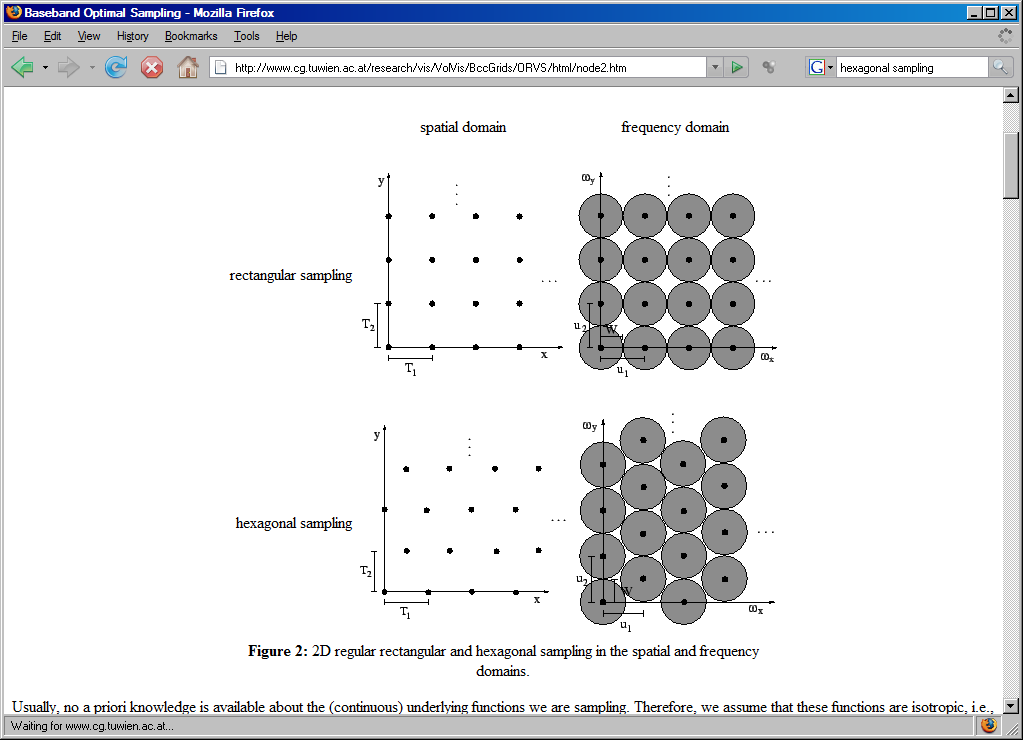 Baseband Optimal Sampling - Mozilla Firefox
File Edit View History Bookmarks Tools Help
http://www.cg.tuwien.ac.at/research/vis/VolVis/BccGrids/ORVS/html/node2.htm
G hexagonal sampling
spatial domain frequency domain
y ωy
rectangular sampling
T2 u2 W
x ωx
T1 u1
y ωy
hexagonal sampling
T2 u2 W
x ωx
T1 u1
Figure 2: 2D regular rectangular and hexagonal sampling in the spatial and frequency
domains.
Usually, no a priori knowledge is available about the (continuous) underlying functions we are sampling. Therefore, we assume that these functions are isotropic, i.e.,
Waiting for www.cg.tuwien.ac.at...